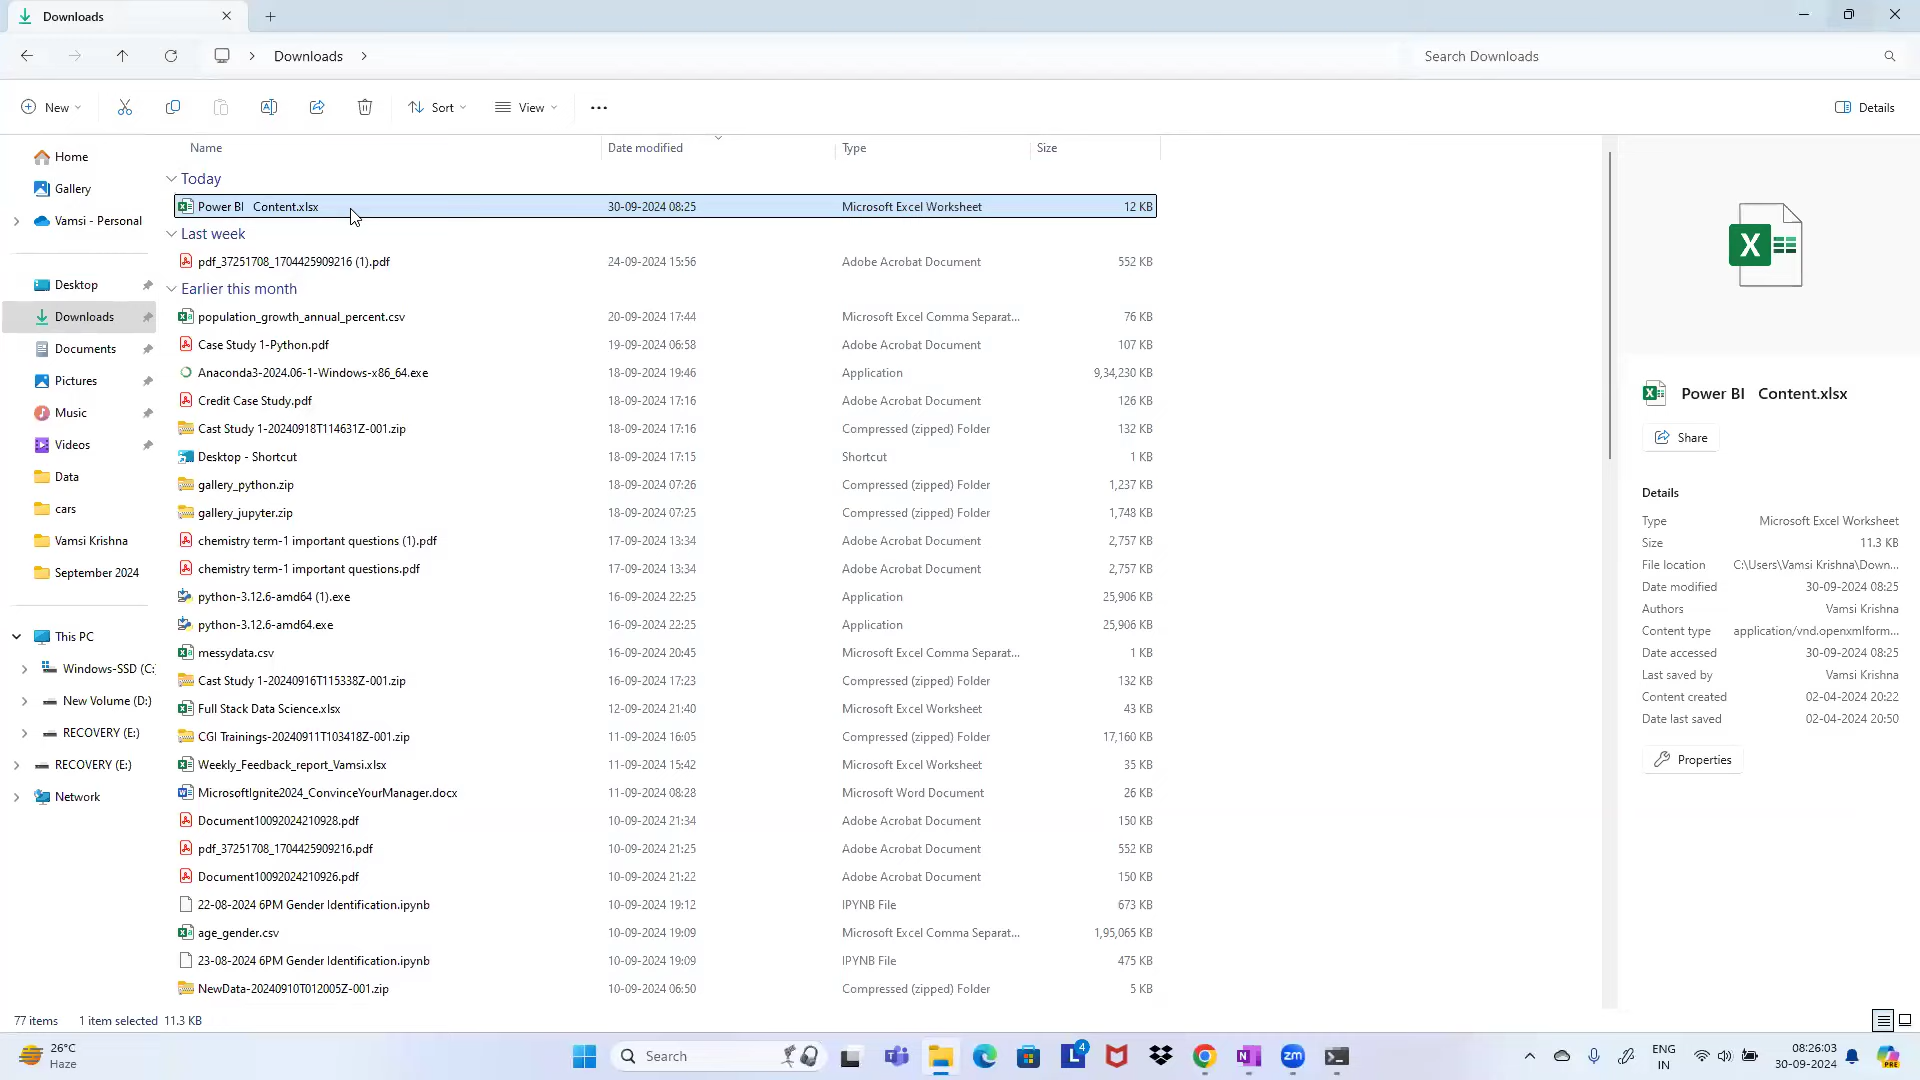 Downloads
Downloads
Search Downloads
New
Sort
View
Details
Name Date modified Type Size
Home
Gallery
Vamsi - Personal
Desktop
Downloads
Documents
Pictures
Music
Videos
Data
cars
Vamsi Krishna
September 2024
This PC
Windows-SSD (C:)
New Volume (D:)
RECOVERY (E:)
RECOVERY (E:)
Network
Today
Power BI Content.xlsx 30-09-2024 08:25 Microsoft Excel Worksheet 12 KB
Last week
pdf_37251708_1704425909216 (1).pdf 24-09-2024 15:56 Adobe Acrobat Document 552 KB
Earlier this month
population_growth_annual_percent.csv 20-09-2024 17:44 Microsoft Excel Comma Separat... 76 KB
Case Study 1-Python.pdf 19-09-2024 06:58 Adobe Acrobat Document 107 KB
Anaconda3-2024.06-1-Windows-x86_64.exe 18-09-2024 19:46 Application 9,34,230 KB
Credit Case Study.pdf 18-09-2024 17:16 Adobe Acrobat Document 126 KB
Cast Study 1-20240918T114631Z-001.zip 18-09-2024 17:16 Compressed (zipped) Folder 132 KB
Desktop - Shortcut 18-09-2024 17:15 Shortcut 1 KB
gallery_python.zip 18-09-2024 07:26 Compressed (zipped) Folder 1,237 KB
gallery_jupyter.zip 18-09-2024 07:25 Compressed (zipped) Folder 1,748 KB
chemistry term-1 important questions (1).pdf 17-09-2024 13:34 Adobe Acrobat Document 2,757 KB
chemistry term-1 important questions.pdf 17-09-2024 13:34 Adobe Acrobat Document 2,757 KB
python-3.12.6-amd64 (1).exe 16-09-2024 22:25 Application 25,906 KB
python-3.12.6-amd64.exe 16-09-2024 22:25 Application 25,906 KB
messydata.csv 16-09-2024 20:45 Microsoft Excel Comma Separat... 1 KB
Cast Study 1-20240916T115338Z-001.zip 16-09-2024 17:23 Compressed (zipped) Folder 132 KB
Full Stack Data Science.xlsx 12-09-2024 21:40 Microsoft Excel Worksheet 43 KB
CGI Trainings-20240911T103418Z-001.zip 11-09-2024 16:05 Compressed (zipped) Folder 17,160 KB
Weekly_Feedback_report_Vamsi.xlsx 11-09-2024 15:42 Microsoft Excel Worksheet 35 KB
MicrosoftIgnite2024_ConvinceYourManager.docx 11-09-2024 08:28 Microsoft Word Document 26 KB
Document10092024210928.pdf 10-09-2024 21:34 Adobe Acrobat Document 150 KB
pdf_37251708_1704425909216.pdf 10-09-2024 21:25 Adobe Acrobat Document 552 KB
Document10092024210926.pdf 10-09-2024 21:22 Adobe Acrobat Document 150 KB
22-08-2024 6PM Gender Identification.ipynb 10-09-2024 19:12 IPYNB File 673 KB
age_gender.csv 10-09-2024 19:09 Microsoft Excel Comma Separat... 1,95,065 KB
23-08-2024 6PM Gender Identification.ipynb 10-09-2024 19:09 IPYNB File 475 KB
NewData-20240910T012005Z-001.zip 10-09-2024 06:50 Compressed (zipped) Folder 5 KB
Power BI Content.xlsx
Share
Details
Type Microsoft Excel Worksheet
Size 11.3 KB
File location C:\Users\Vamsi Krishna\Down...
Date modified 30-09-2024 08:25
Authors Vamsi Krishna
Content type application/vnd.openxmlform...
Date accessed 30-09-2024 08:25
Last saved by Vamsi Krishna
Content created 02-04-2024 20:22
Date last saved 02-04-2024 20:50
Properties
77 items 1 item selected 11.3 KB
26°C
Haze
Search
4
zm
ENG
IN
08:26:03
30-09-2024